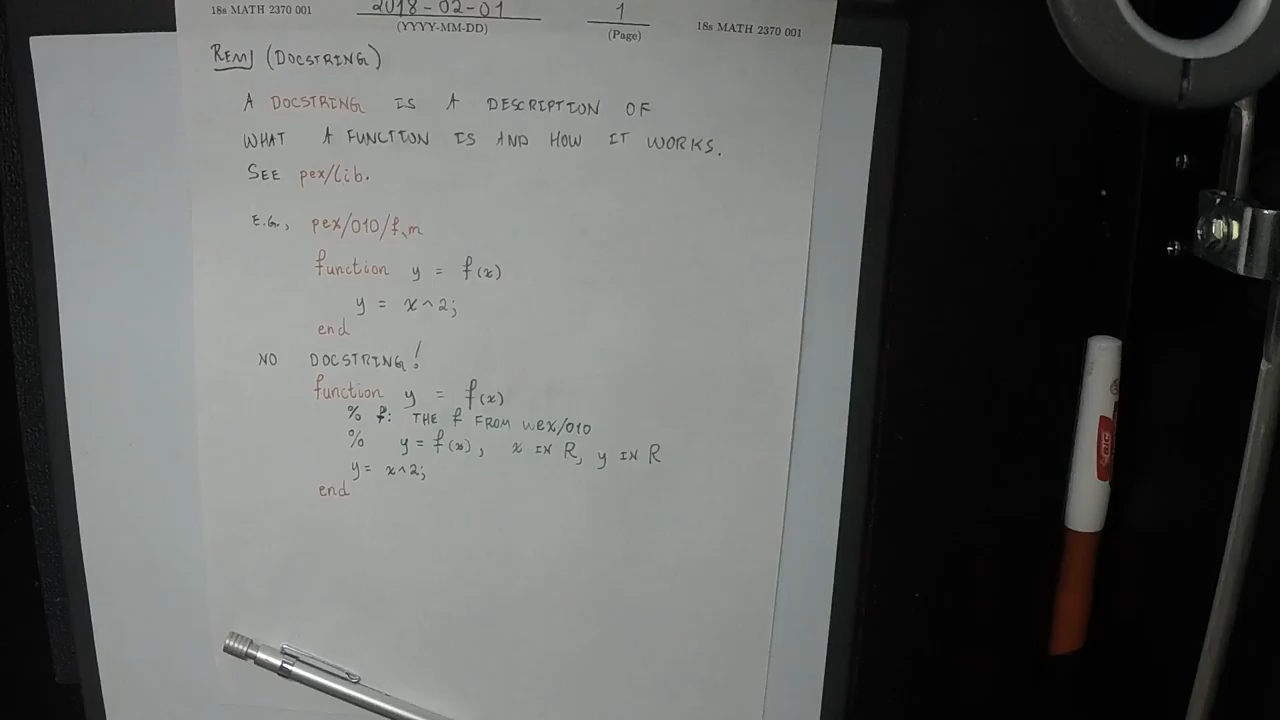 18s MATH 2370 001 2018-02-01 1 18s MATH 2370 001
(YYYY-MM-DD) (Page)
REM (DOCSTRING)
A DOCSTRING IS A DESCRIPTION OF
WHAT A FUNCTION IS AND HOW IT WORKS.
SEE pex/lib.
E.G., pex/010/f.m
function y = f(x)
y = x^2;
end
NO DOCSTRING!
function y = f(x)
% f: THE f FROM wex/010
% y = f(x), x IN R, y IN R
y = x^2;
end
BIC